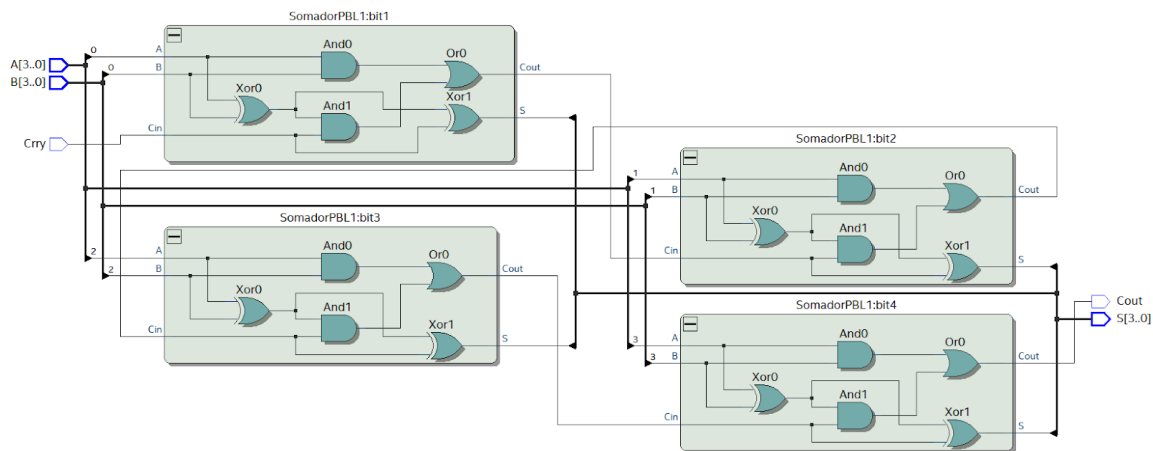 SomadorPBL1:bit1
A[3..0]
B[3..0]
Crry
0
A
0
B
Cin
And0
Xor0
And1
Or0
Xor1
Cout
S
SomadorPBL1:bit2
1
A
1
B
Cin
And0
Xor0
And1
Or0
Xor1
Cout
S
SomadorPBL1:bit3
2
A
2
B
Cin
And0
Xor0
And1
Or0
Xor1
Cout
S
SomadorPBL1:bit4
3
A
3
B
Cin
And0
Xor0
And1
Or0
Xor1
Cout
S
Cout
S[3..0]